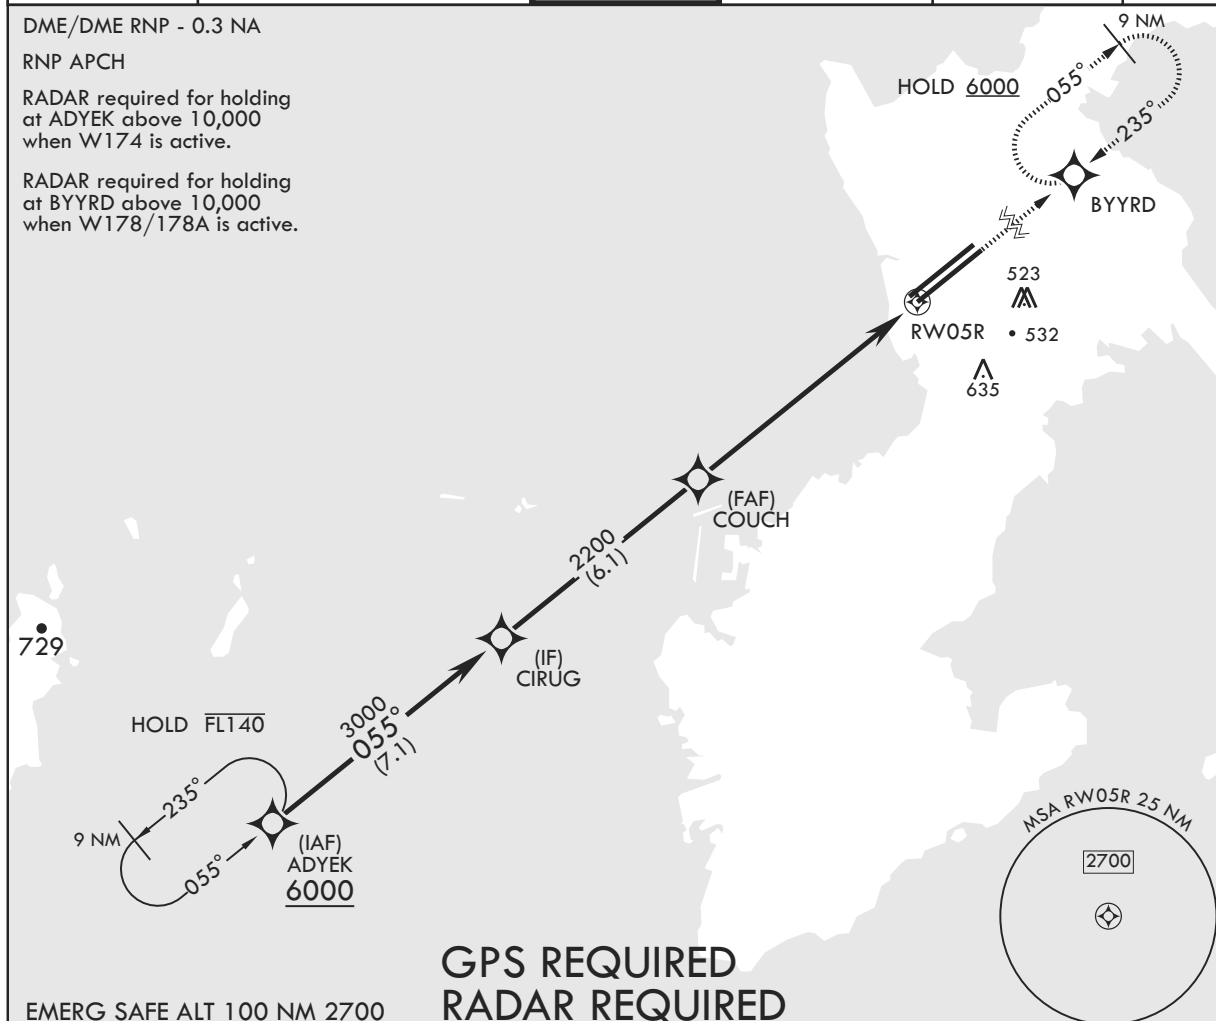 DME/DME RNP - 0.3 NA
RNP APCH
RADAR required for holding
at ADYEK above 10,000
when W174 is active.
RADAR required for holding
at BYYRD above 10,000
when W178/178A is active.
9 NM
HOLD 6000
055°
235°
BYYRD
523
RW05R
532
635
(FAF)
COUCH
2200
(6.1)
729
(IF)
CIRUG
HOLD FL140
3000
055°
(7.1)
235°
9 NM
055°
(IAF)
ADYEK
6000
MSA RW05R 25 NM
2700
GPS REQUIRED
RADAR REQUIRED
EMERG SAFE ALT 100 NM 2700